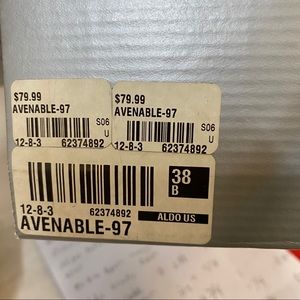 $79.99
AVENABLE-97
S06
U
12-8-3 62374892
$79.99
AVENABLE-97
S06
U
12-8-3 62374892
38
B
12-8-3 62374892
ALDO US
AVENABLE-97